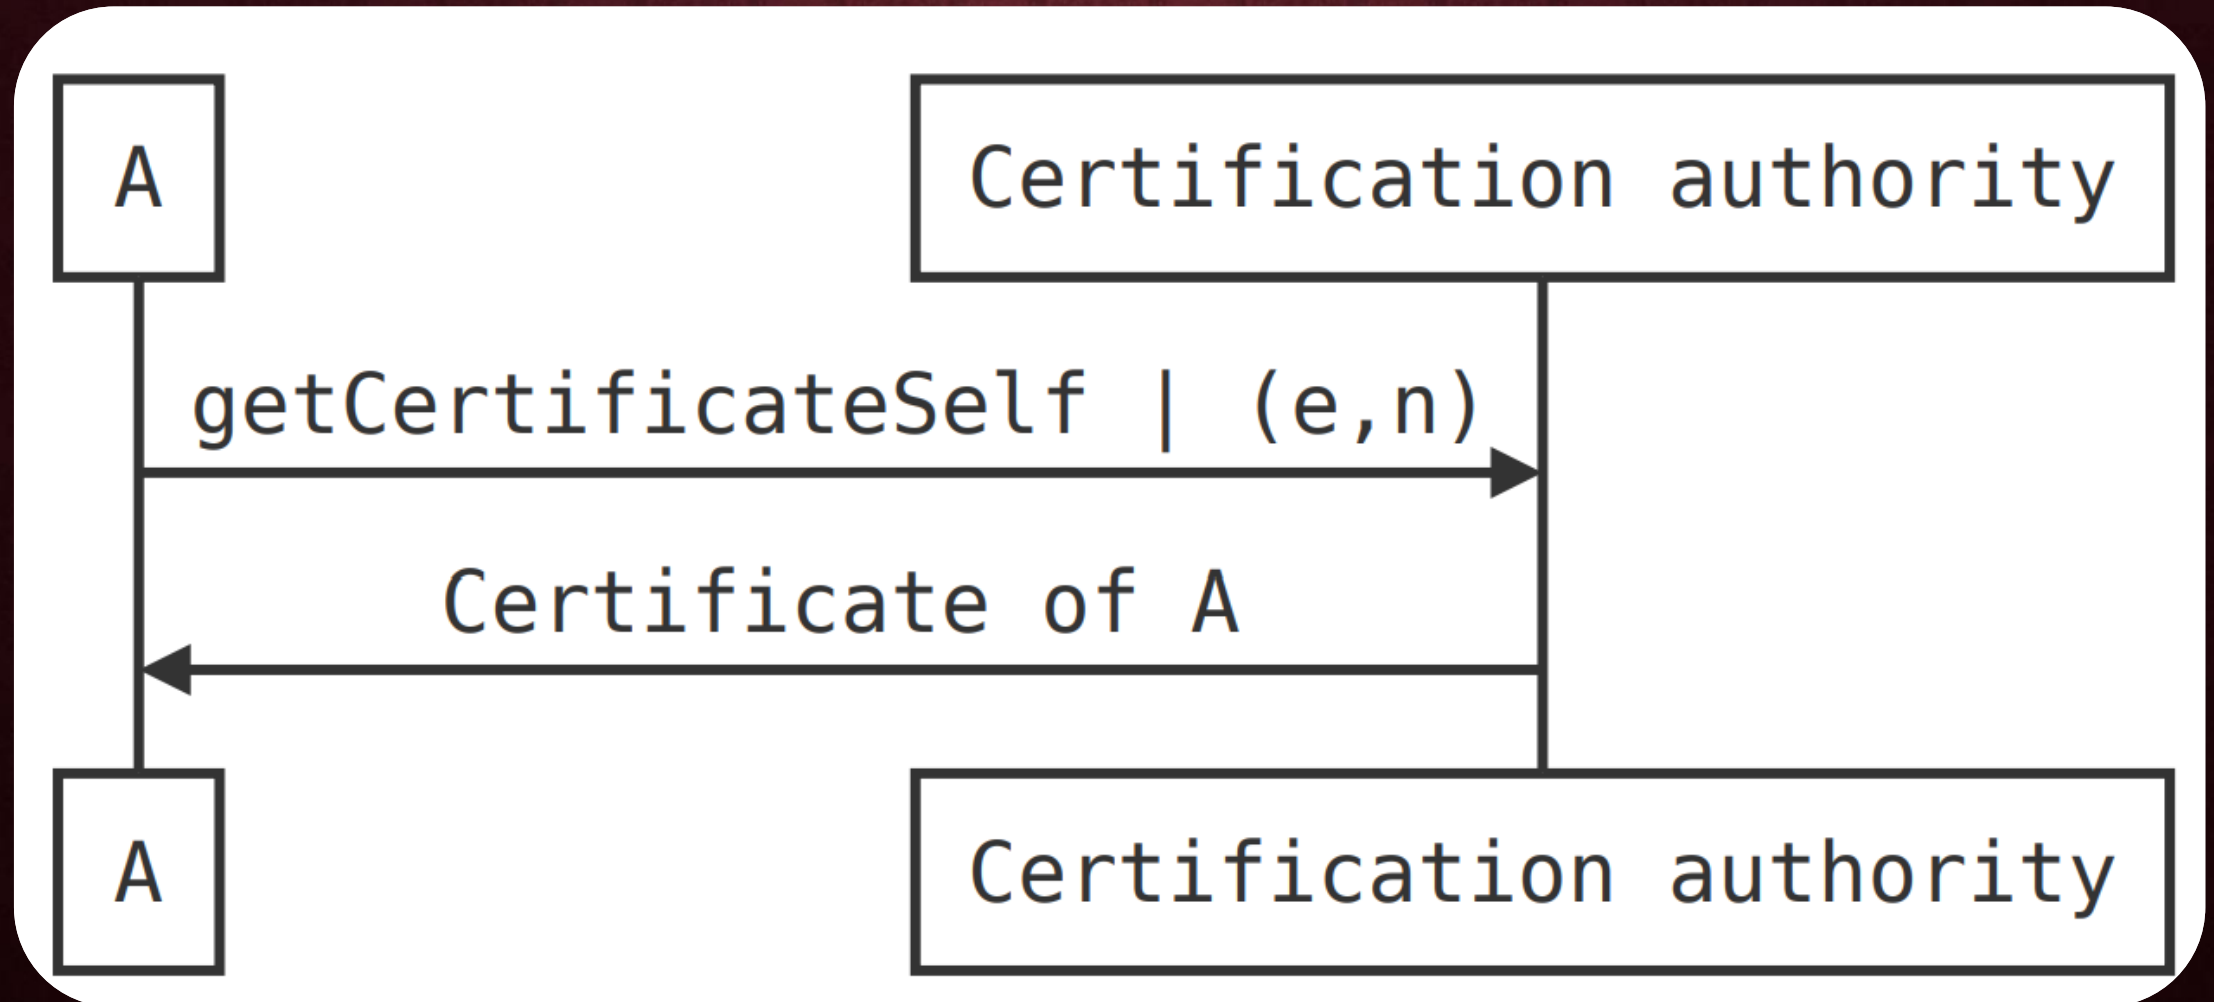 A
Certification authority
getCertificateSelf | (e,n)
Certificate of A
A
Certification authority